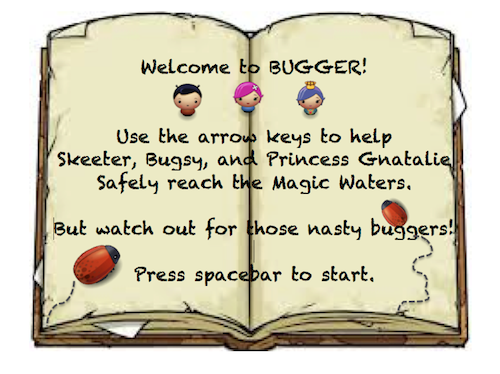 Welcome to BUGGER!
Use the arrow keys to help
Skeeter, Bugsy, and Princess Gnatalie
Safely reach the Magic Waters.
But watch out for those nasty buggers!
Press spacebar to start.